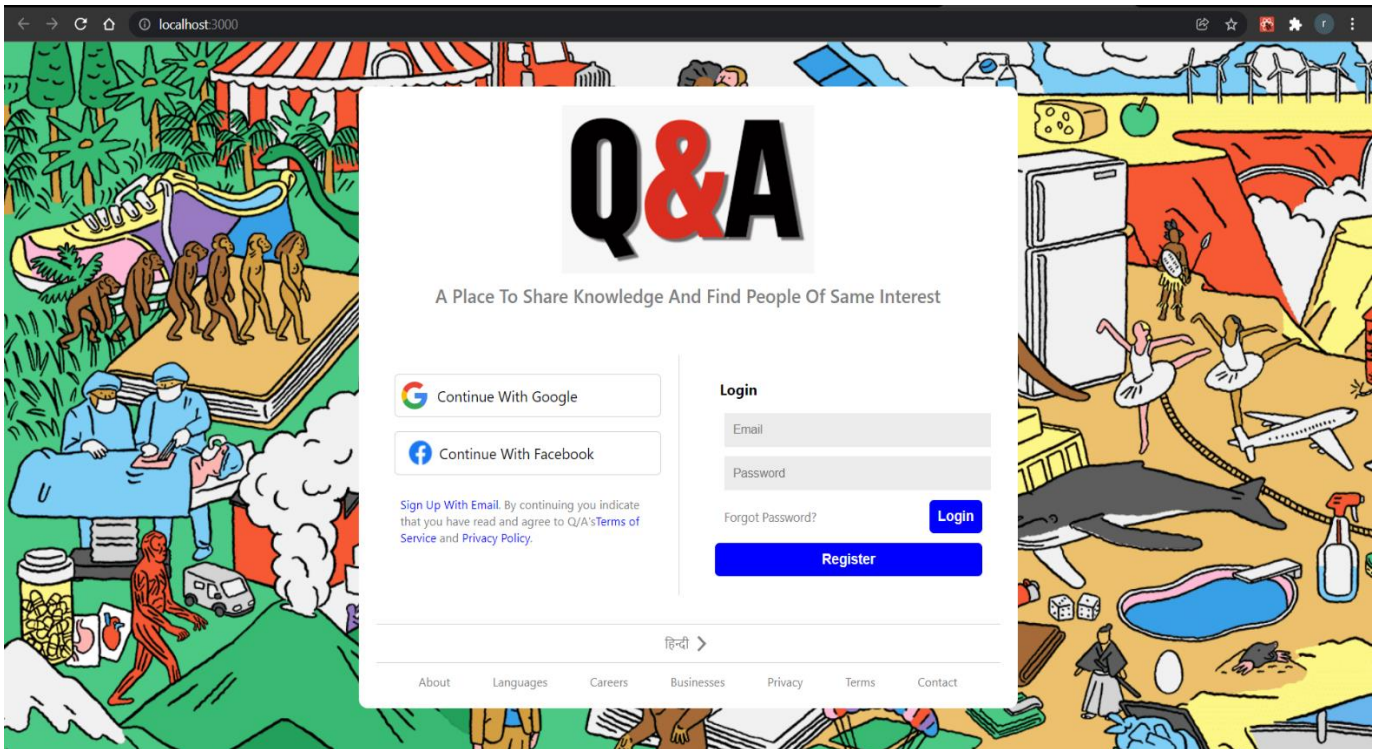 localhost:3000
r
Q&A
A Place To Share Knowledge And Find People Of Same Interest
Continue With Google
Continue With Facebook
Sign Up With Email. By continuing you indicate
that you have read and agree to Q/A'sTerms of
Service and Privacy Policy.
Login
Email
Password
Forgot Password?
Login
Register
हिन्दी
About Languages Careers Businesses Privacy Terms Contact